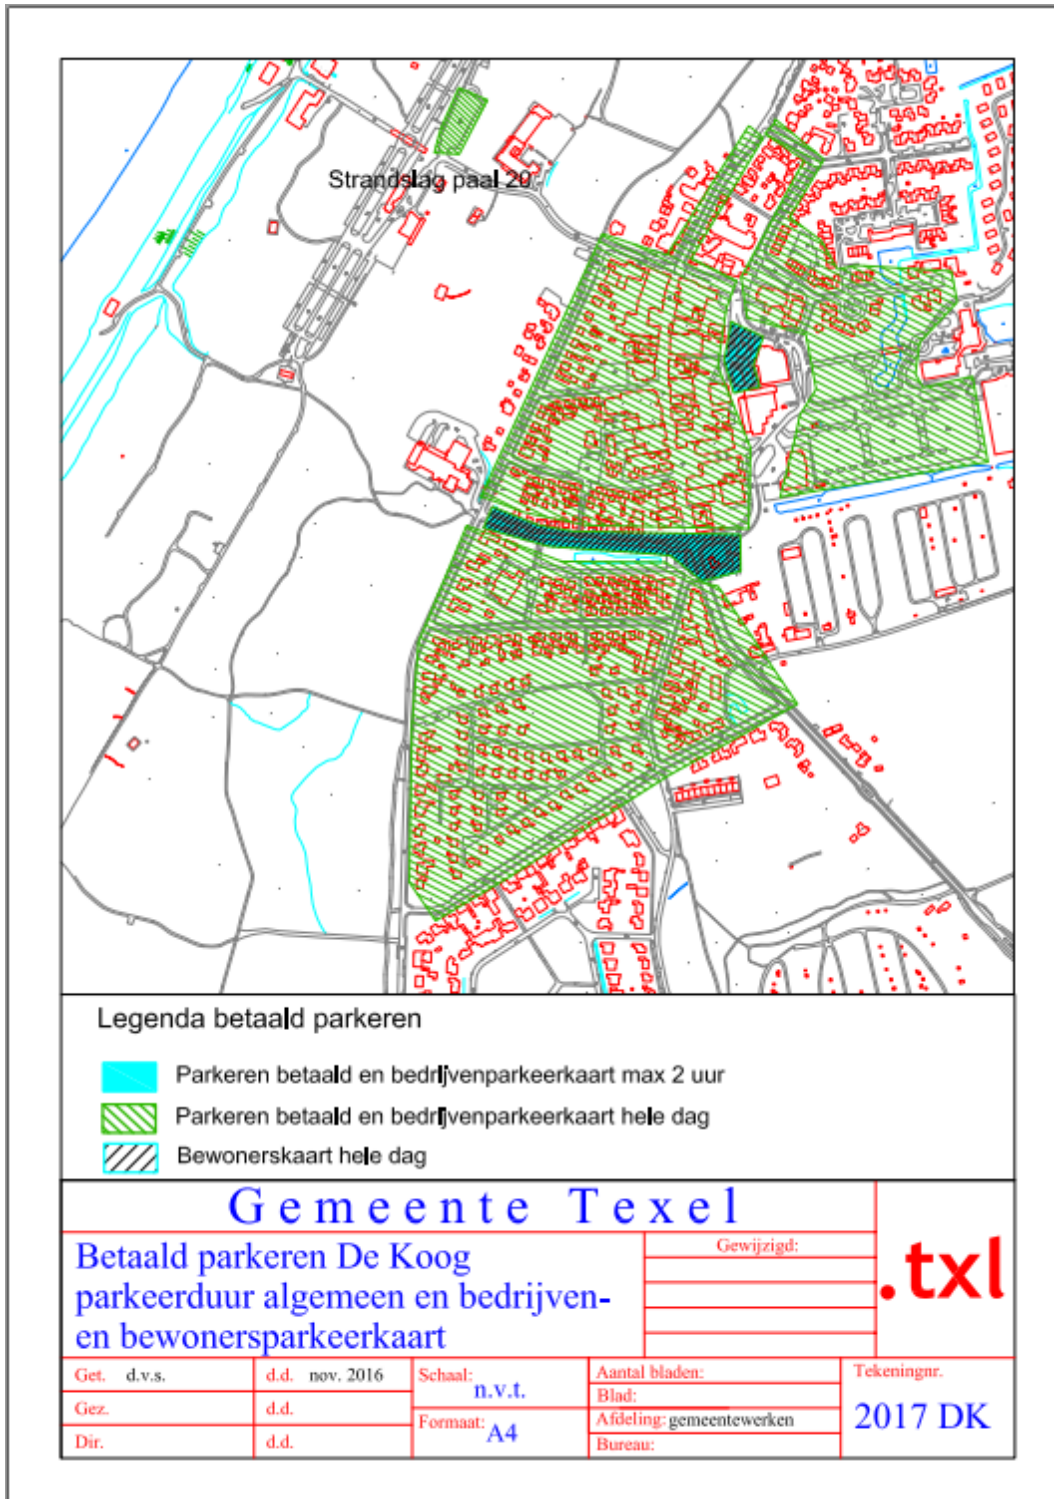 Strandslag paal 20
Legenda betaald parkeren
Parkeren betaald en bedrijvenparkeerkaart max 2 uur
Parkeren betaald en bedrijvenparkeerkaart hele dag
Bewonerskaart hele dag
Gemeente Texel
Betaald parkeren De Koog
parkeerduur algemeen en bedrijven-
en bewonersparkeerkaart
Gewijzigd:
.txl
Get. d.v.s.
d.d. nov. 2016
Schaal: n.v.t.
Aantal bladen:
Tekeningnr.
Gez.
d.d.
Blad:
2017 DK
Formaat: A4
Afdeling: gemeentewerken
Dir.
d.d.
Bureau: